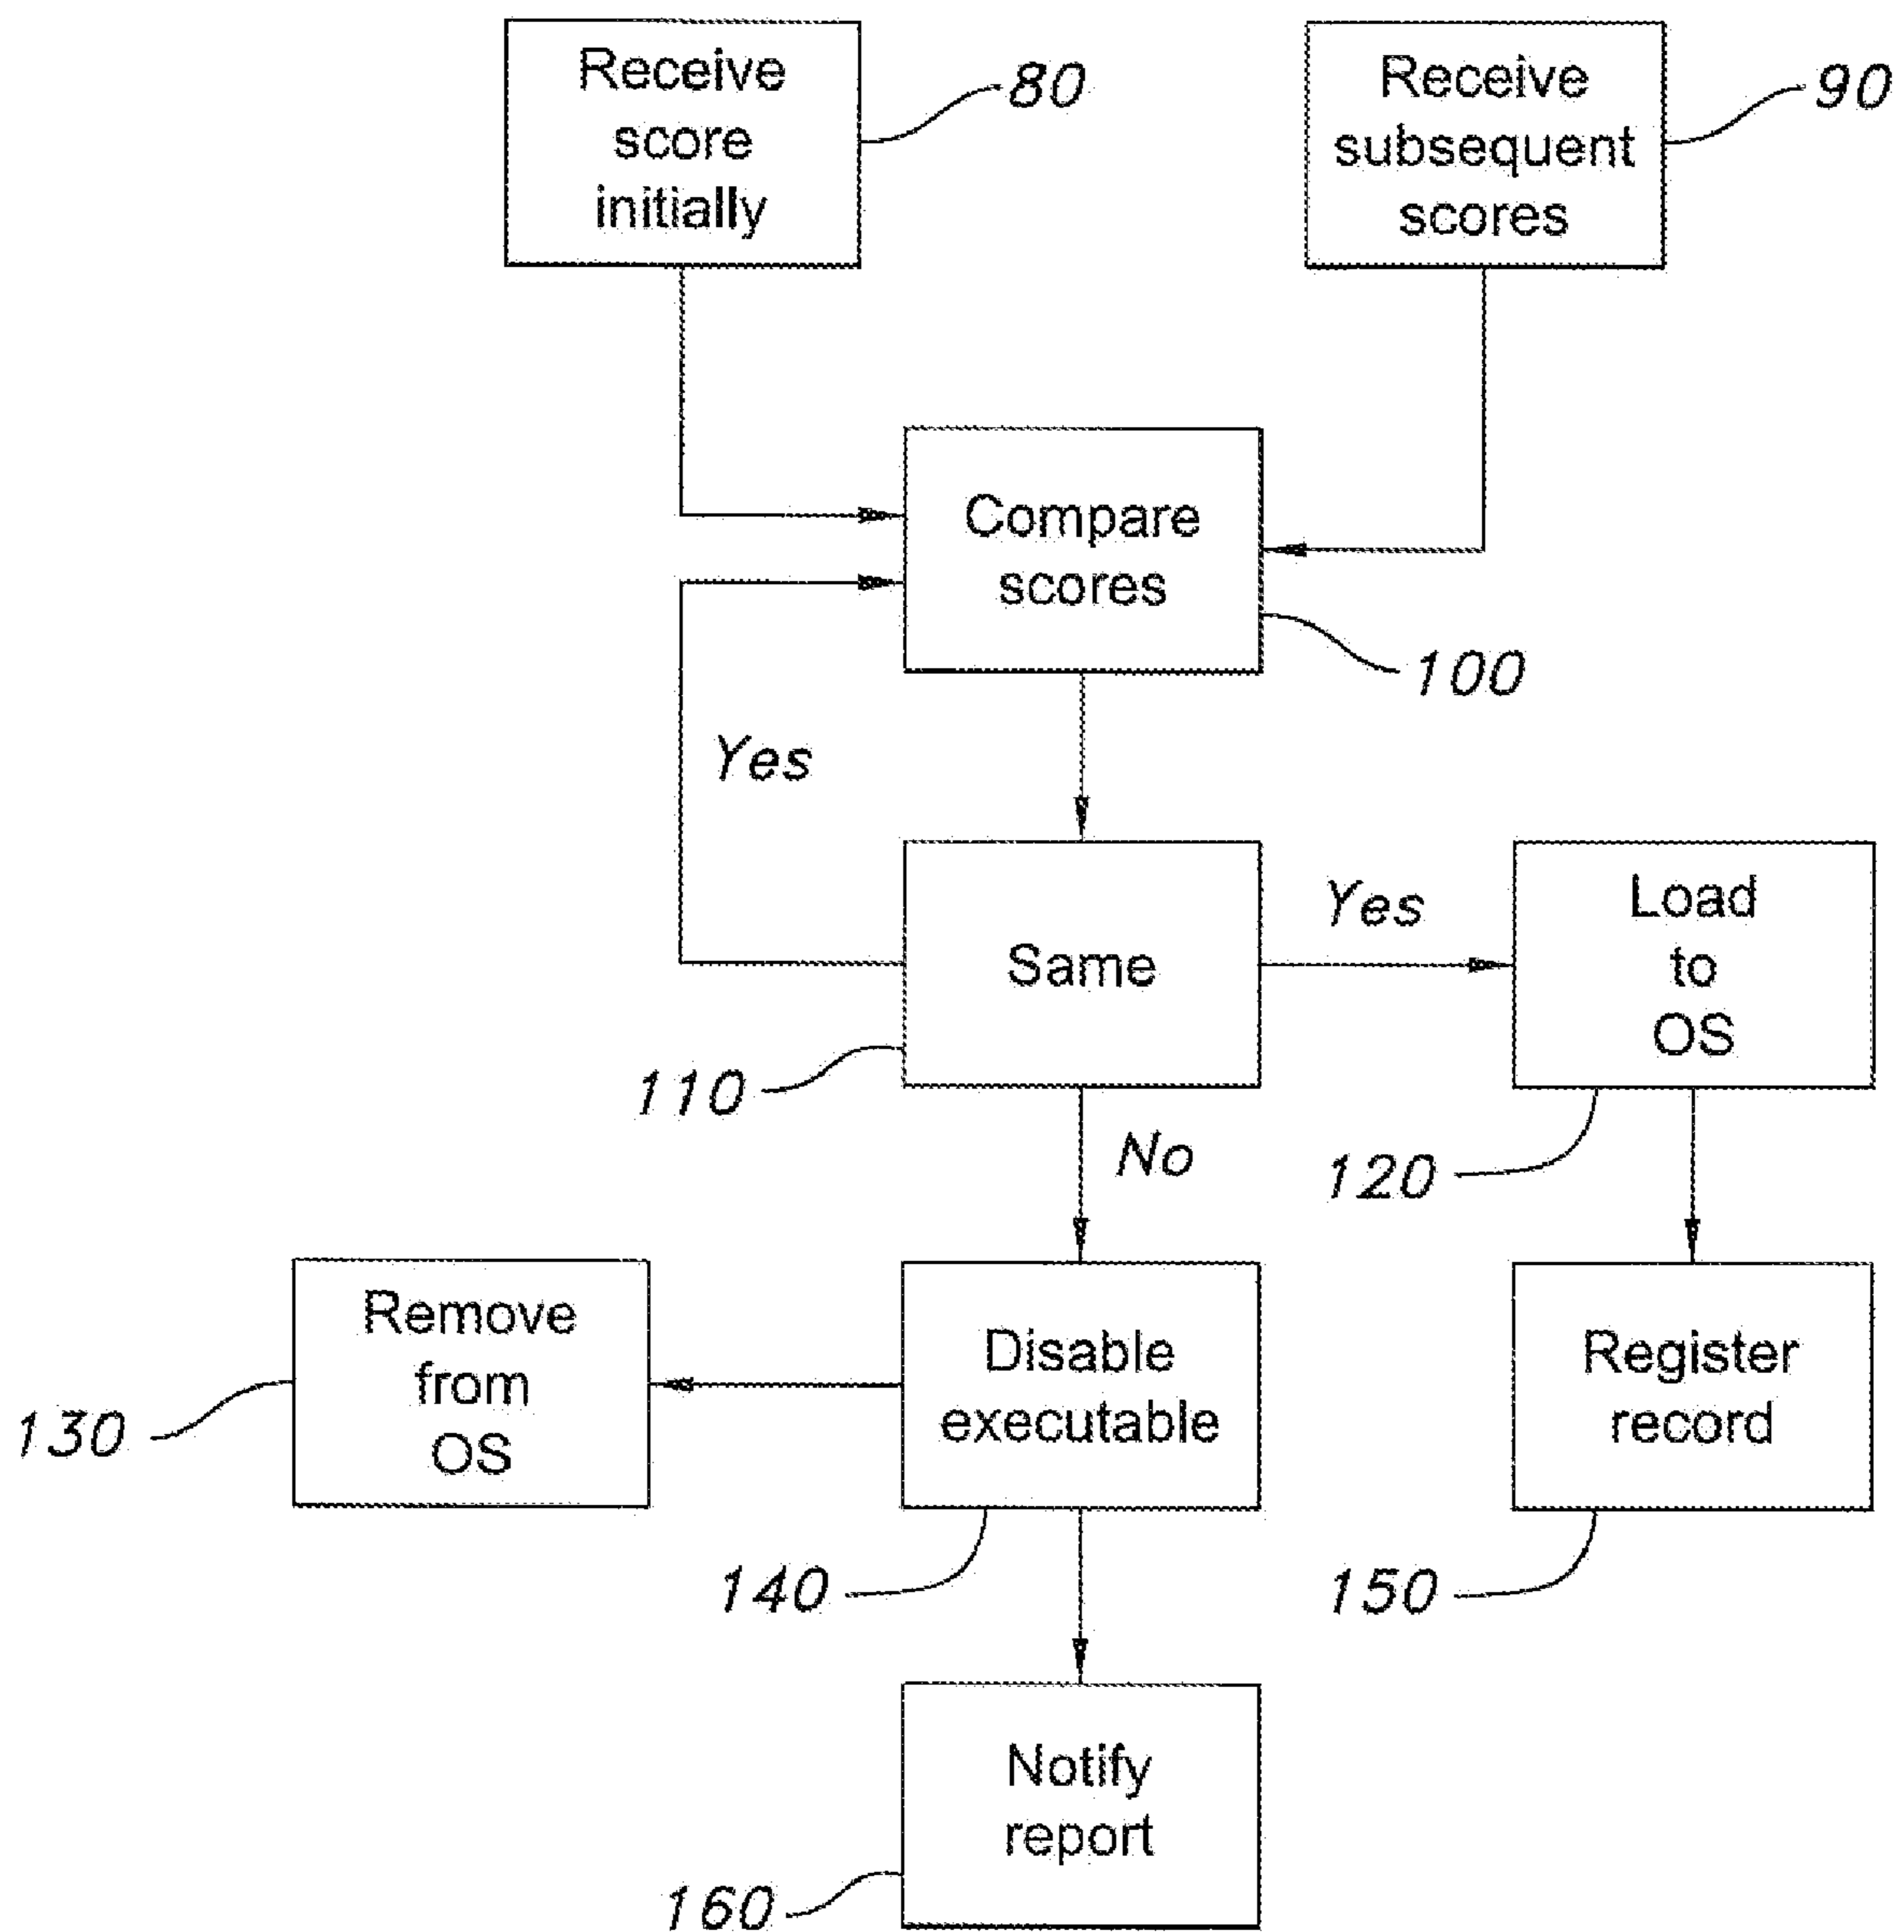 Receive
score
initially
80
Receive
subsequent
scores
90
Compare
scores
100
Yes
Same
110
Yes
Load
to
OS
120
No
Remove
from
OS
130
Disable
executable
140
Register
record
150
Notify
report
160